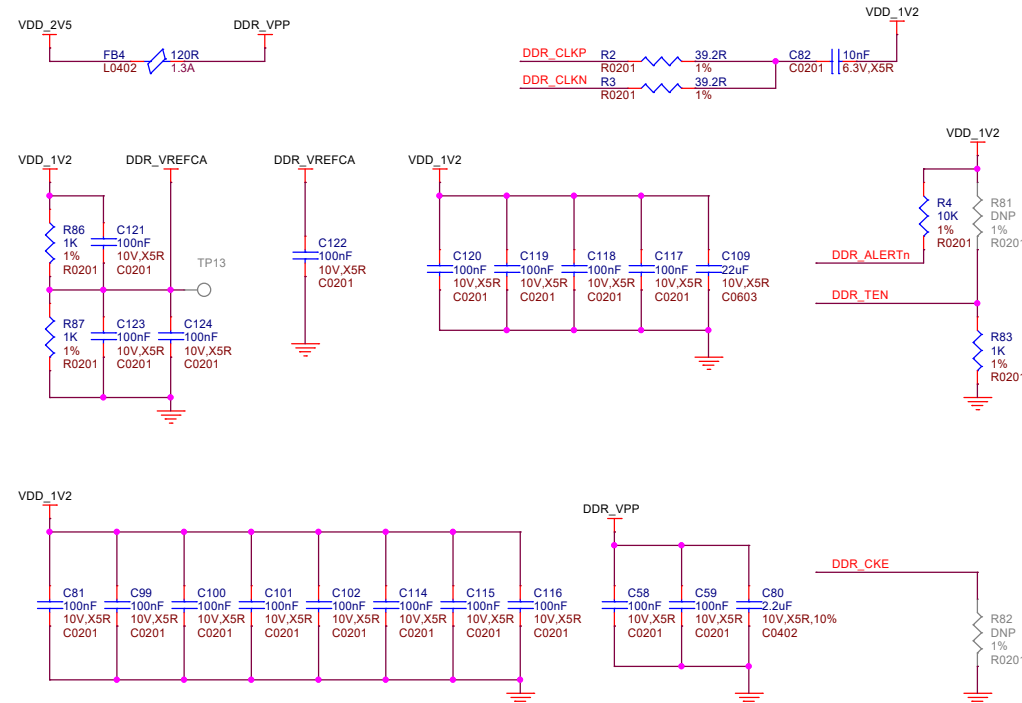 VDD_2V5
DDR_VPP
FB4 120R
L0402 1.3A
VDD_1V2
DDR_CLKP R2 39.2R C82 10nF
R0201 1% C0201 6.3V,X5R
DDR_CLKN R3 39.2R
R0201 1%
VDD_1V2
DDR_VREFCA
DDR_VREFCA
VDD_1V2
VDD_1V2
R86
1K
1%
R0201
C121
100nF
10V,X5R
C0201
TP13
R87
1K
1%
R0201
C123
100nF
10V,X5R
C0201
C124
100nF
10V,X5R
C0201
C122
100nF
10V,X5R
C0201
C120
100nF
10V,X5R
C0201
C119
100nF
10V,X5R
C0201
C118
100nF
10V,X5R
C0201
C117
100nF
10V,X5R
C0201
C109
22uF
10V,X5R
C0603
R4
10K
1%
R0201
R81
DNP
1%
R0201
DDR_ALERTn
DDR_TEN
R83
1K
1%
R0201
VDD_1V2
C81
100nF
10V,X5R
C0201
C99
100nF
10V,X5R
C0201
C100
100nF
10V,X5R
C0201
C101
100nF
10V,X5R
C0201
C102
100nF
10V,X5R
C0201
C114
100nF
10V,X5R
C0201
C115
100nF
10V,X5R
C0201
C116
100nF
10V,X5R
C0201
DDR_VPP
C58
100nF
10V,X5R
C0201
C59
100nF
10V,X5R
C0201
C80
2.2uF
10V,X5R,10%
C0402
DDR_CKE
R82
DNP
1%
R0201